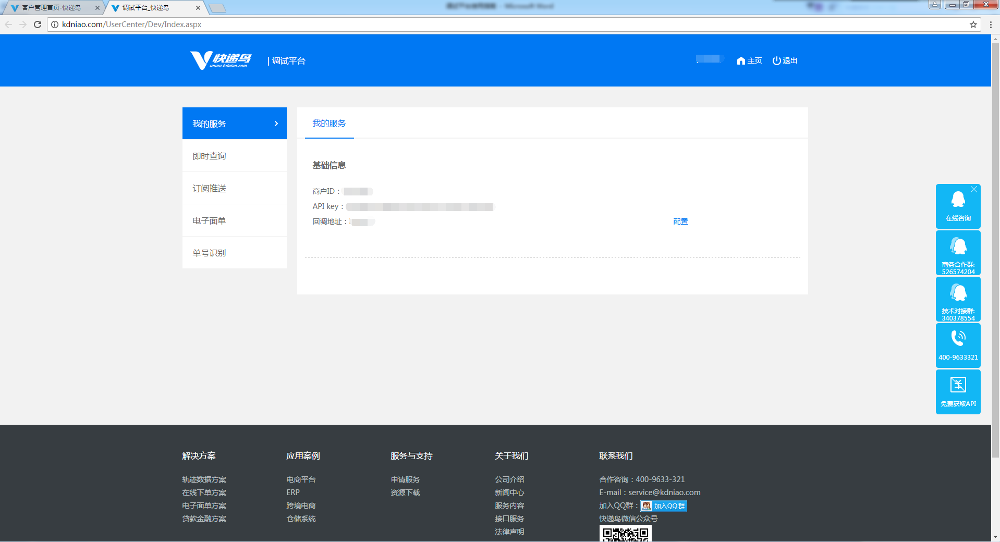 客户管理首页-快递鸟
调试平台_快递鸟
kdniao.com/UserCenter/Dev/Index.aspx
快递鸟
www.kdniao.com
| 调试平台
主页
退出
我的服务
即时查询
订阅推送
电子面单
单号识别
我的服务
基础信息
商户ID：
API key：
回调地址：
配置
在线咨询
商务合作群:
526574204
技术对接群:
340378554
400-9633321
免费获取API
解决方案
轨迹数据方案
在线下单方案
电子面单方案
贷款金融方案
应用案例
电商平台
ERP
跨境电商
仓储系统
服务与支持
申请服务
资源下载
关于我们
公司介绍
新闻中心
服务内容
接口服务
法律声明
联系我们
合作咨询：400-9633-321
E-mail：service@kdniao.com
加入QQ群：
加入QQ群
快递鸟微信公众号